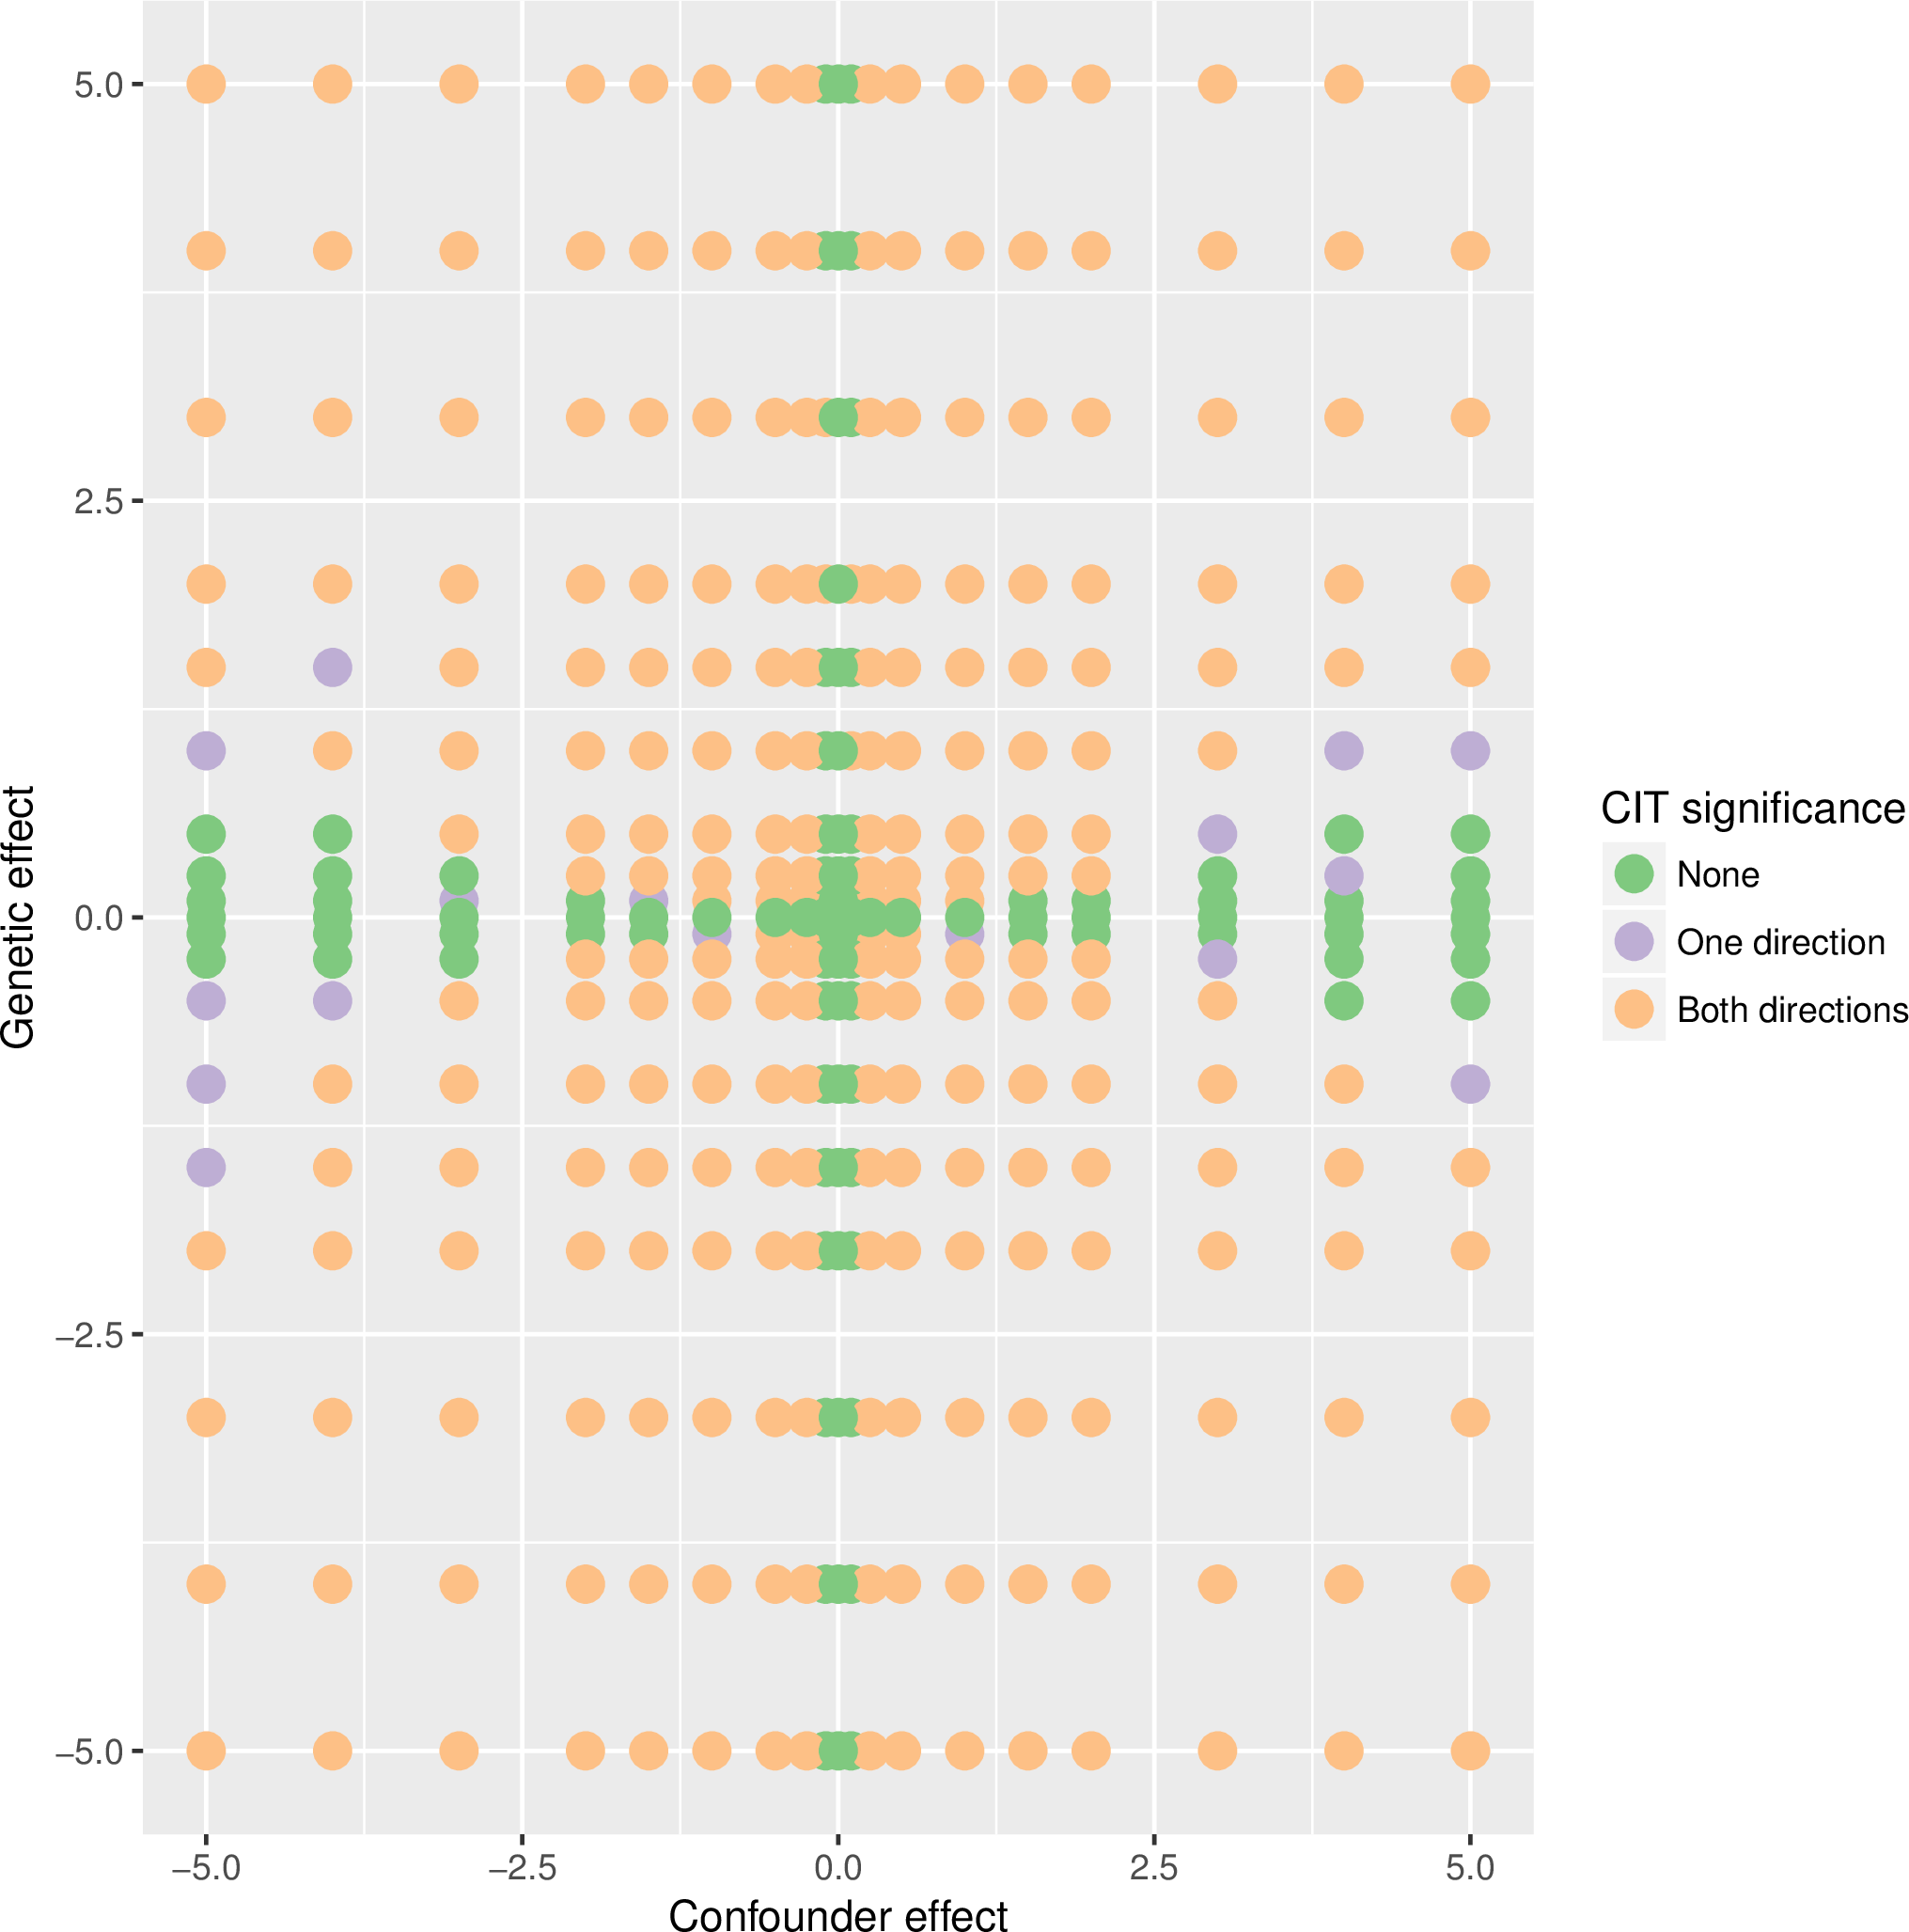 5.0
2.5
0.0
−2.5
−5.0
Genetic effect
−5.0
−2.5
0.0
2.5
5.0
Confounder effect
CIT significance
None
One direction
Both directions